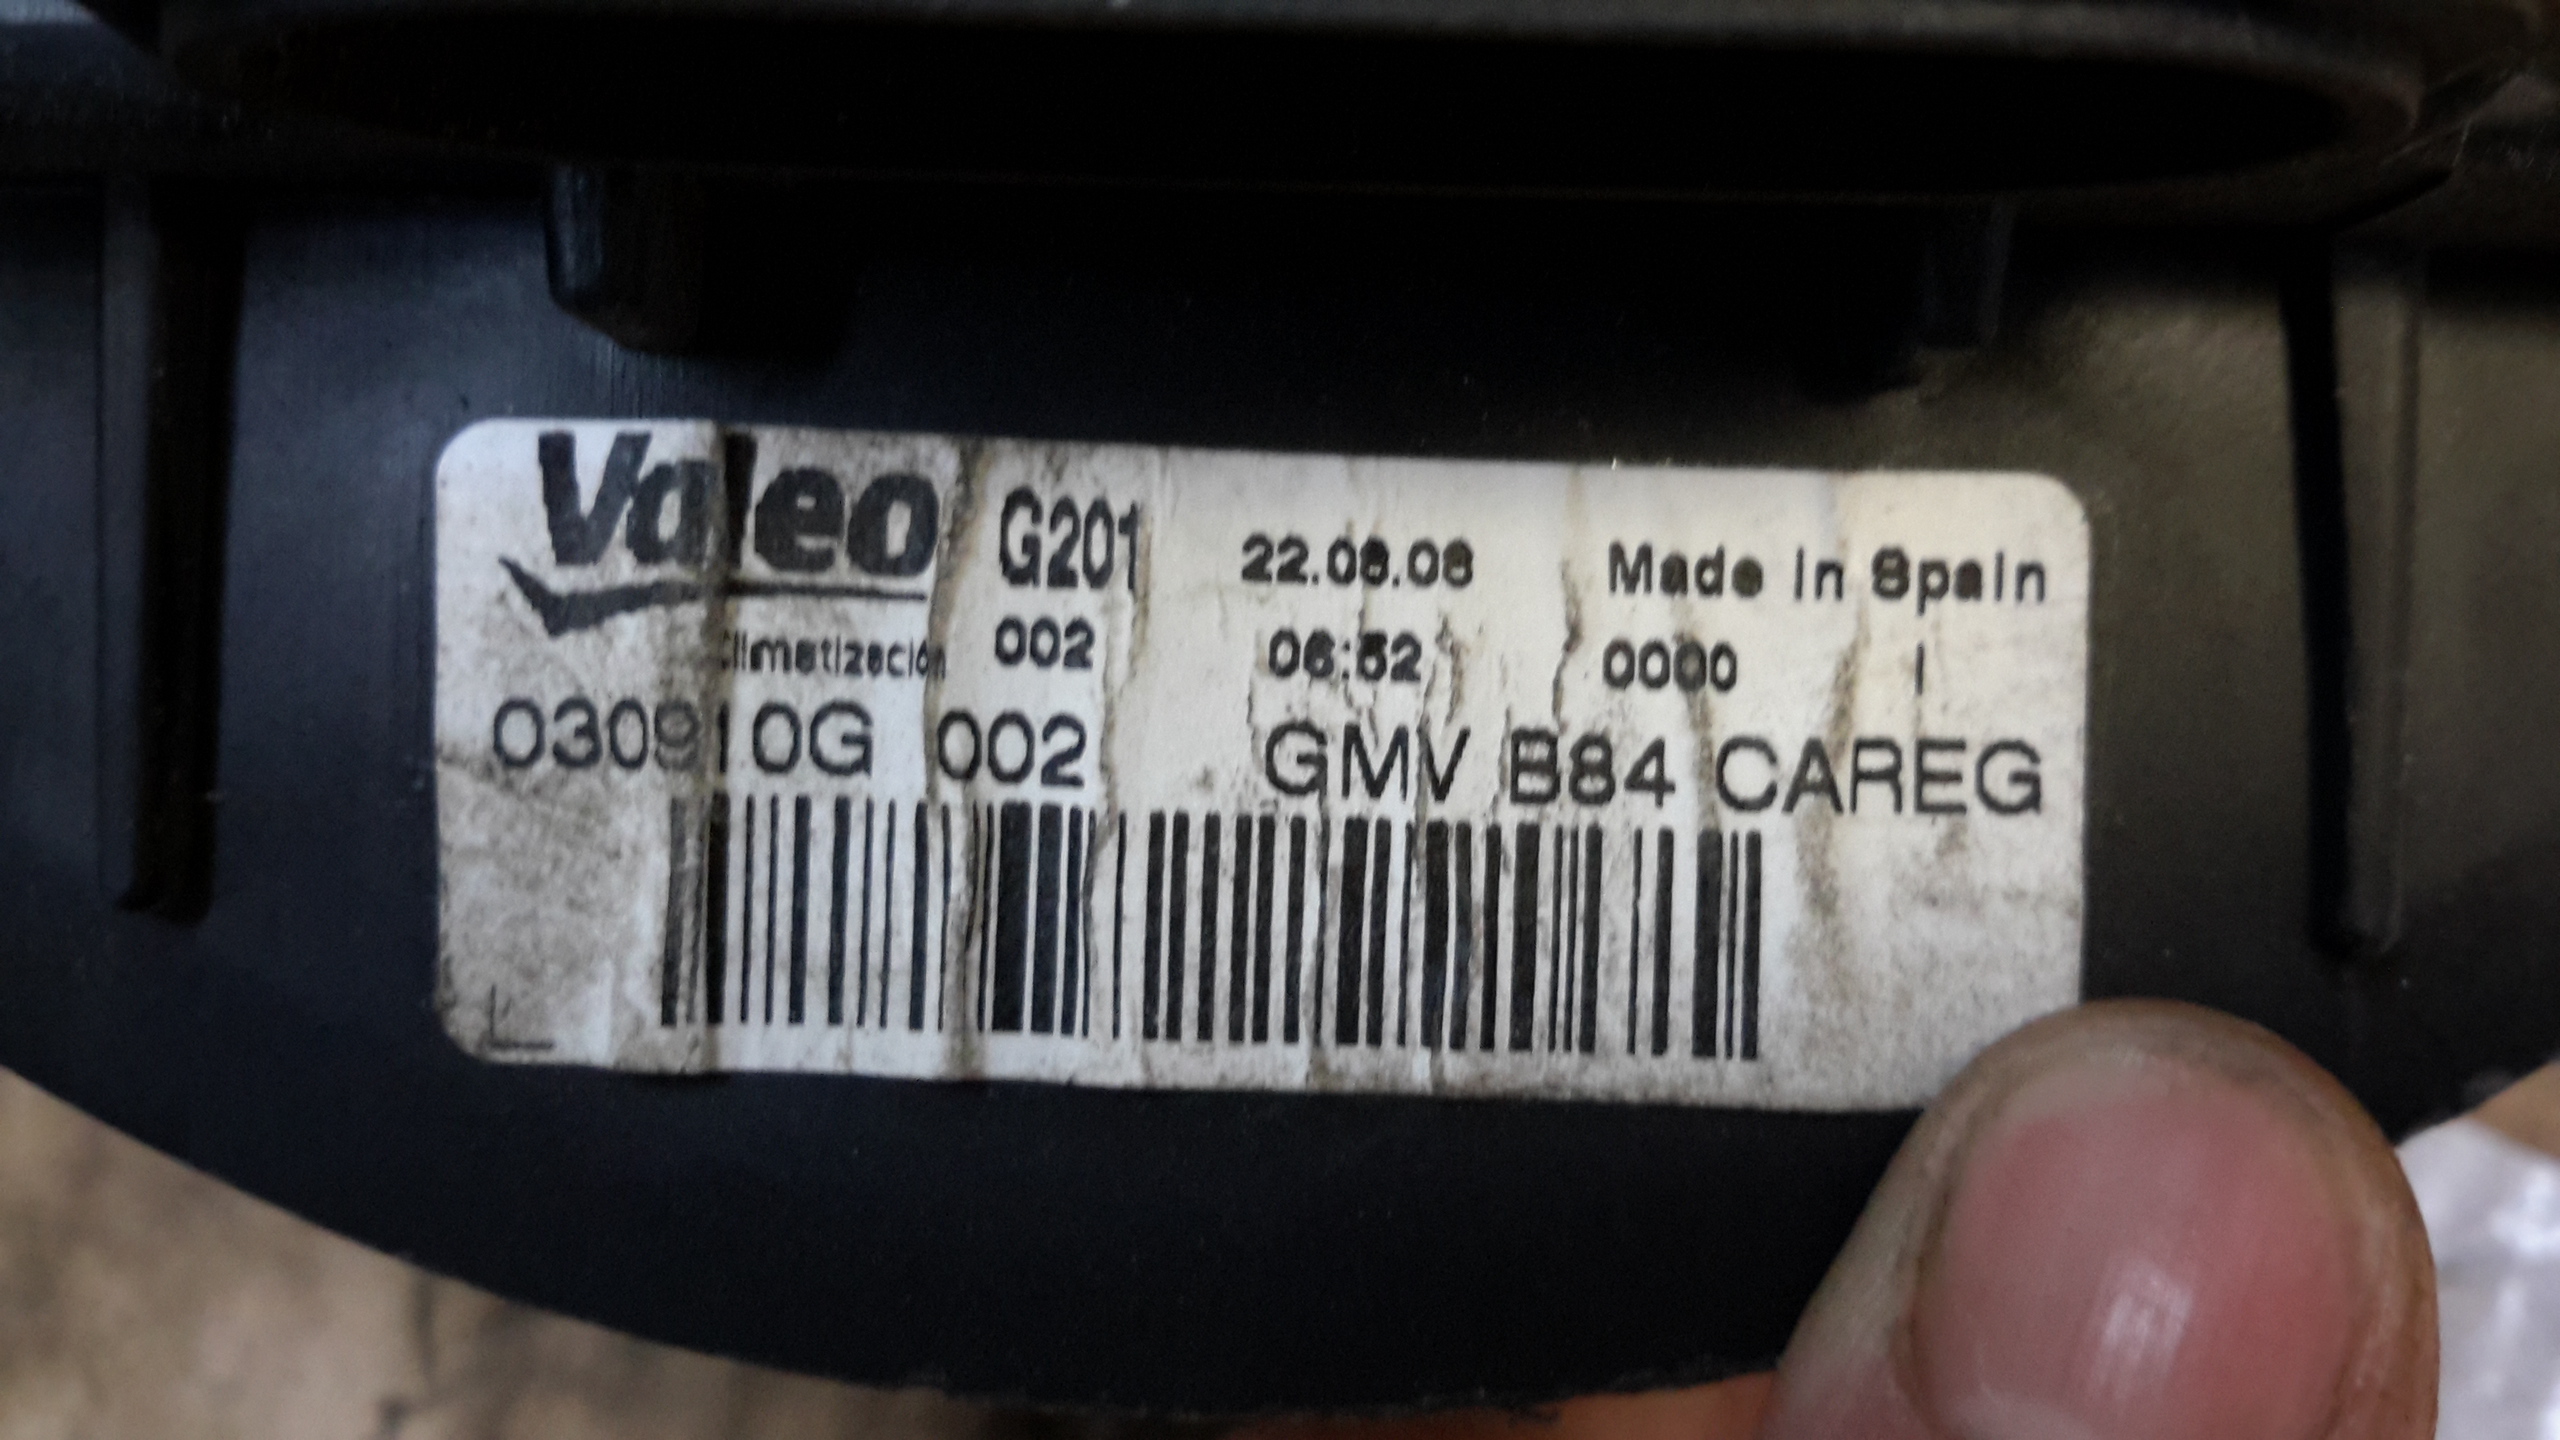 Valeo G201 22.08.08 Made in Spain
Climatización 002 06:52 0000 I
030910G 002 GMV B84 CAREG